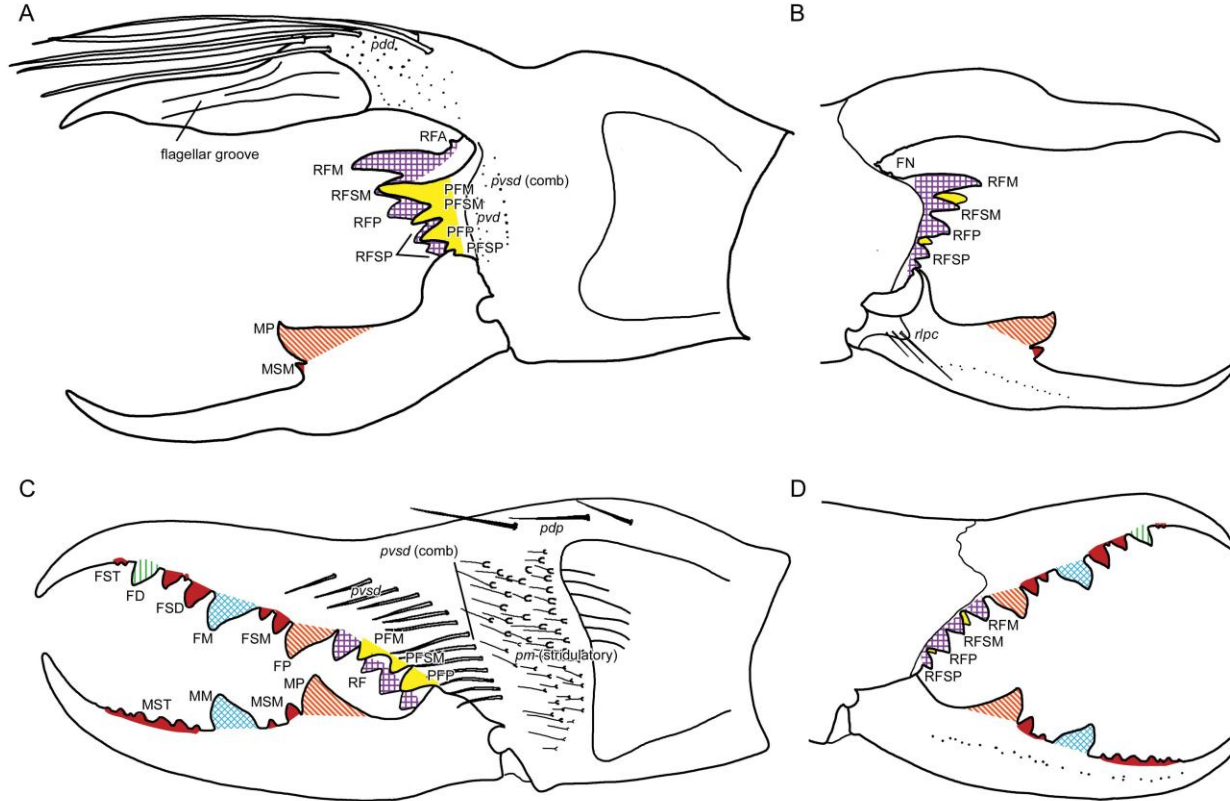 A
pdd
flagellar groove
RFA
RFM
RFSM
RFP
RFSP
pvsd (comb)
PFM
PFSM
pvd
PFP
PFSP
MP
MSM
B
FN
RFM
RFSM
RFP
RFSP
rlpc
C
pdp
pvsd (comb)
pvsd
FST
FD
FSD
FM
FSM
FP
RF
PFM
PFSM
PFP
pm (stridulatory)
MST
MM
MSM
MP
D
RFM
RFSM
RFP
RFSP